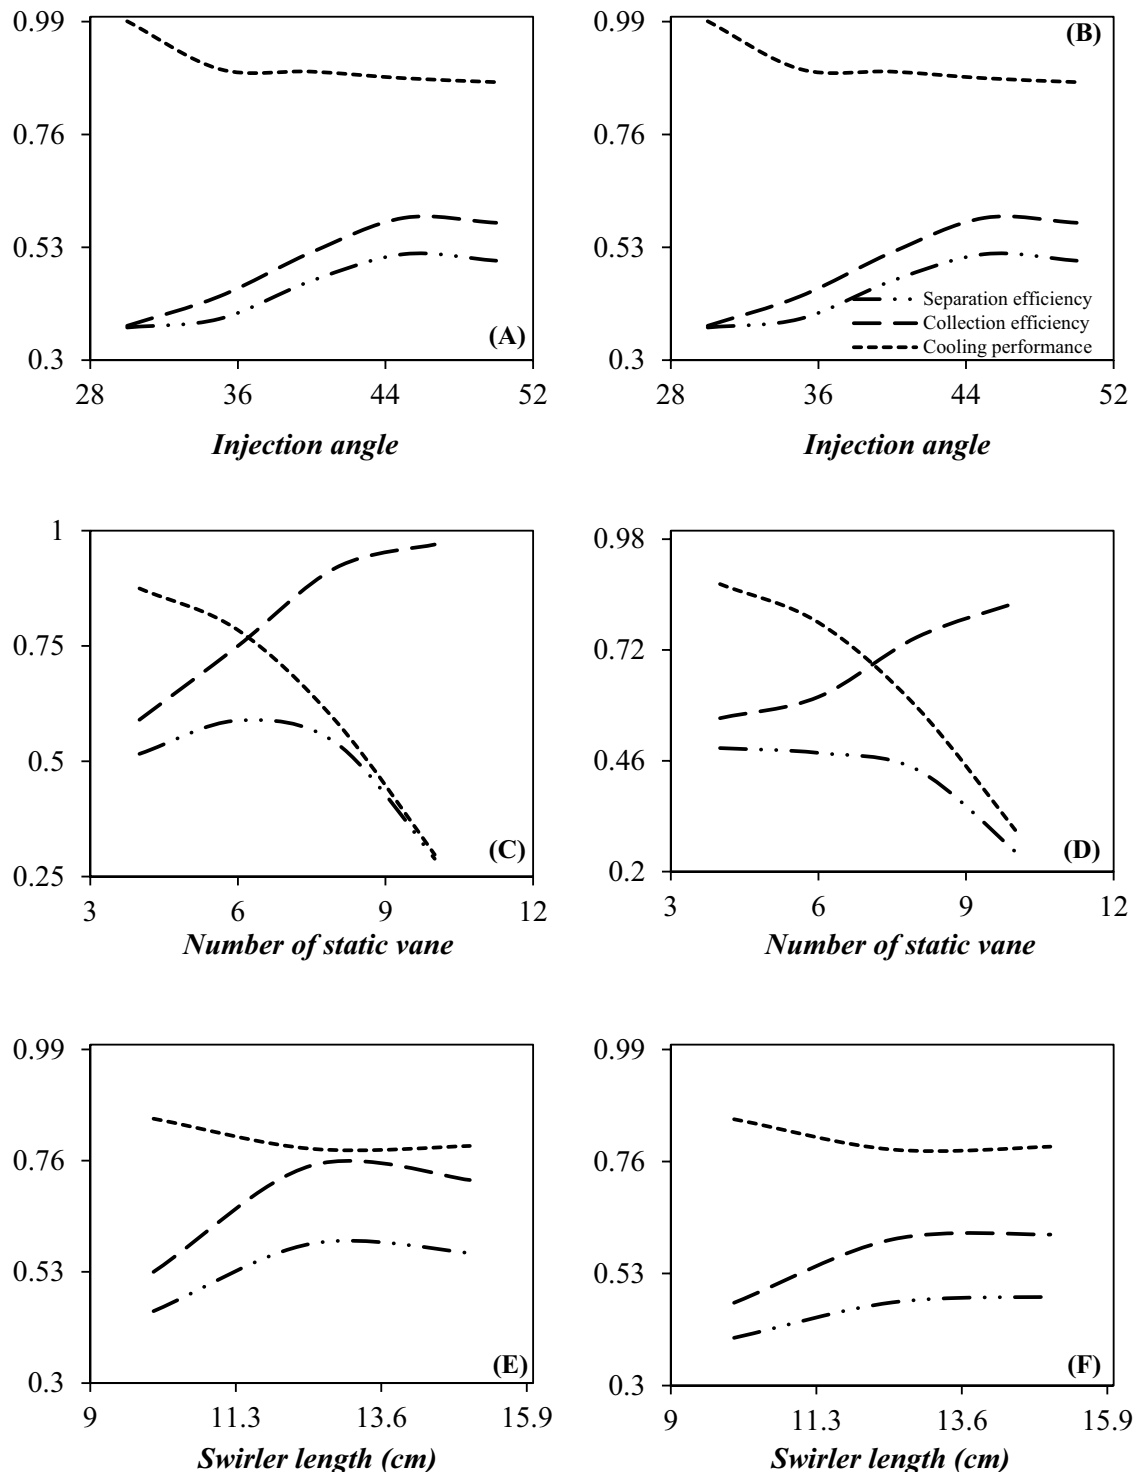 0.99
0.76
0.53
0.3
28 36 44 52
(A)
Injection angle
(B)
0.99
0.76
0.53
0.3
28 36 44 52
Separation efficiency
Collection efficiency
Cooling performance
Injection angle
1
0.75
0.5
0.25
3 6 9 12
(C)
Number of static vane
0.98
0.72
0.46
0.2
3 6 9 12
(D)
Number of static vane
0.99
0.76
0.53
0.3
9 11.3 13.6 15.9
(E)
Swirler length (cm)
0.99
0.76
0.53
0.3
9 11.3 13.6 15.9
(F)
Swirler length (cm)